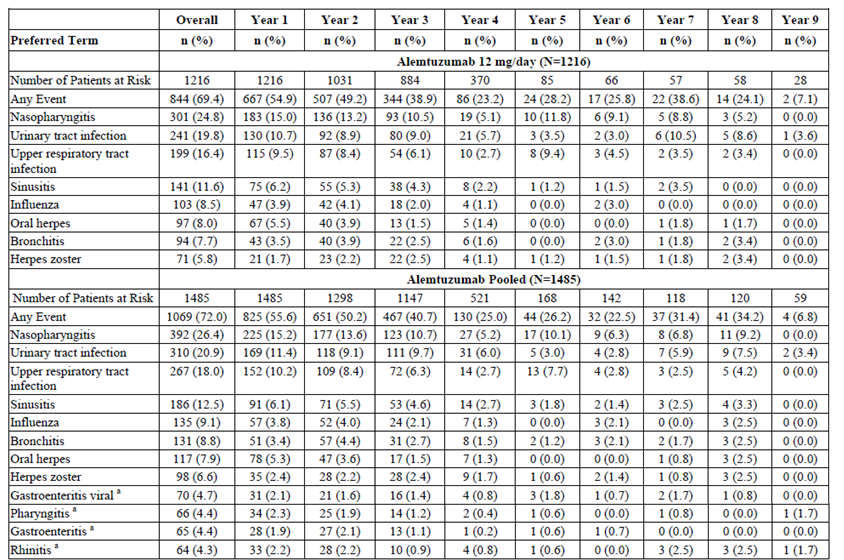 Overall Year 1 Year 2 Year 3 Year 4 Year 5 Year 6 Year 7 Year 8 Year 9
Preferred Term n (%) n (%) n (%) n (%) n (%) n (%) n (%) n (%) n (%) n (%)
Alemtuzumab 12 mg/day (N=1216)
Number of Patients at Risk 1216 1216 1031 884 370 85 66 57 58 28
Any Event 844 (69.4) 667 (54.9) 507 (49.2) 344 (38.9) 86 (23.2) 24 (28.2) 17 (25.8) 22 (38.6) 14 (24.1) 2 (7.1)
Nasopharyngitis 301 (24.8) 183 (15.0) 136 (13.2) 93 (10.5) 19 (5.1) 10 (11.8) 6 (9.1) 5 (8.8) 3 (5.2) 0 (0.0)
Urinary tract infection 241 (19.8) 130 (10.7) 92 (8.9) 80 (9.0) 21 (5.7) 3 (3.5) 2 (3.0) 6 (10.5) 5 (8.6) 1 (3.6)
Upper respiratory tract 199 (16.4) 115 (9.5) 87 (8.4) 54 (6.1) 10 (2.7) 8 (9.4) 3 (4.5) 2 (3.5) 2 (3.4) 0 (0.0)
infection
Sinusitis 141 (11.6) 75 (6.2) 55 (5.3) 38 (4.3) 8 (2.2) 1 (1.2) 1 (1.5) 2 (3.5) 0 (0.0) 0 (0.0)
Influenza 103 (8.5) 47 (3.9) 42 (4.1) 18 (2.0) 4 (1.1) 0 (0.0) 2 (3.0) 0 (0.0) 0 (0.0) 0 (0.0)
Oral herpes 97 (8.0) 67 (5.5) 40 (3.9) 13 (1.5) 5 (1.4) 0 (0.0) 0 (0.0) 1 (1.8) 1 (1.7) 0 (0.0)
Bronchitis 94 (7.7) 43 (3.5) 40 (3.9) 22 (2.5) 6 (1.6) 0 (0.0) 2 (3.0) 1 (1.8) 2 (3.4) 0 (0.0)
Herpes zoster 71 (5.8) 21 (1.7) 23 (2.2) 22 (2.5) 4 (1.1) 1 (1.2) 1 (1.5) 1 (1.8) 2 (3.4) 0 (0.0)
Alemtuzumab Pooled (N=1485)
Number of Patients at Risk 1485 1485 1298 1147 521 168 142 118 120 59
Any Event 1069 (72.0) 825 (55.6) 651 (50.2) 467 (40.7) 130 (25.0) 44 (26.2) 32 (22.5) 37 (31.4) 41 (34.2) 4 (6.8)
Nasopharyngitis 392 (26.4) 225 (15.2) 177 (13.6) 123 (10.7) 27 (5.2) 17 (10.1) 9 (6.3) 8 (6.8) 11 (9.2) 0 (0.0)
Urinary tract infection 310 (20.9) 169 (11.4) 118 (9.1) 111 (9.7) 31 (6.0) 5 (3.0) 4 (2.8) 7 (5.9) 9 (7.5) 2 (3.4)
Upper respiratory tract 267 (18.0) 152 (10.2) 109 (8.4) 72 (6.3) 14 (2.7) 13 (7.7) 4 (2.8) 3 (2.5) 5 (4.2) 0 (0.0)
infection
Sinusitis 186 (12.5) 91 (6.1) 71 (5.5) 53 (4.6) 14 (2.7) 3 (1.8) 2 (1.4) 3 (2.5) 4 (3.3) 0 (0.0)
Influenza 135 (9.1) 57 (3.8) 52 (4.0) 24 (2.1) 7 (1.3) 0 (0.0) 3 (2.1) 0 (0.0) 3 (2.5) 0 (0.0)
Bronchitis 131 (8.8) 51 (3.4) 57 (4.4) 31 (2.7) 8 (1.5) 2 (1.2) 3 (2.1) 2 (1.7) 3 (2.5) 0 (0.0)
Oral herpes 117 (7.9) 78 (5.3) 47 (3.6) 17 (1.5) 7 (1.3) 0 (0.0) 0 (0.0) 1 (0.8) 3 (2.5) 0 (0.0)
Herpes zoster 98 (6.6) 35 (2.4) 28 (2.2) 28 (2.4) 9 (1.7) 1 (0.6) 2 (1.4) 1 (0.8) 3 (2.5) 0 (0.0)
Gastroenteritis viral a 70 (4.7) 31 (2.1) 21 (1.6) 16 (1.4) 4 (0.8) 3 (1.8) 1 (0.7) 2 (1.7) 1 (0.8) 0 (0.0)
Pharyngitis a 66 (4.4) 34 (2.3) 25 (1.9) 14 (1.2) 2 (0.4) 1 (0.6) 0 (0.0) 1 (0.8) 0 (0.0) 1 (1.7)
Gastroenteritis a 65 (4.4) 28 (1.9) 27 (2.1) 13 (1.1) 1 (0.2) 1 (0.6) 1 (0.7) 0 (0.0) 0 (0.0) 0 (0.0)
Rhinitis a 64 (4.3) 33 (2.2) 28 (2.2) 10 (0.9) 4 (0.8) 1 (0.6) 0 (0.0) 3 (2.5) 3 (2.5) 1 (1.7)